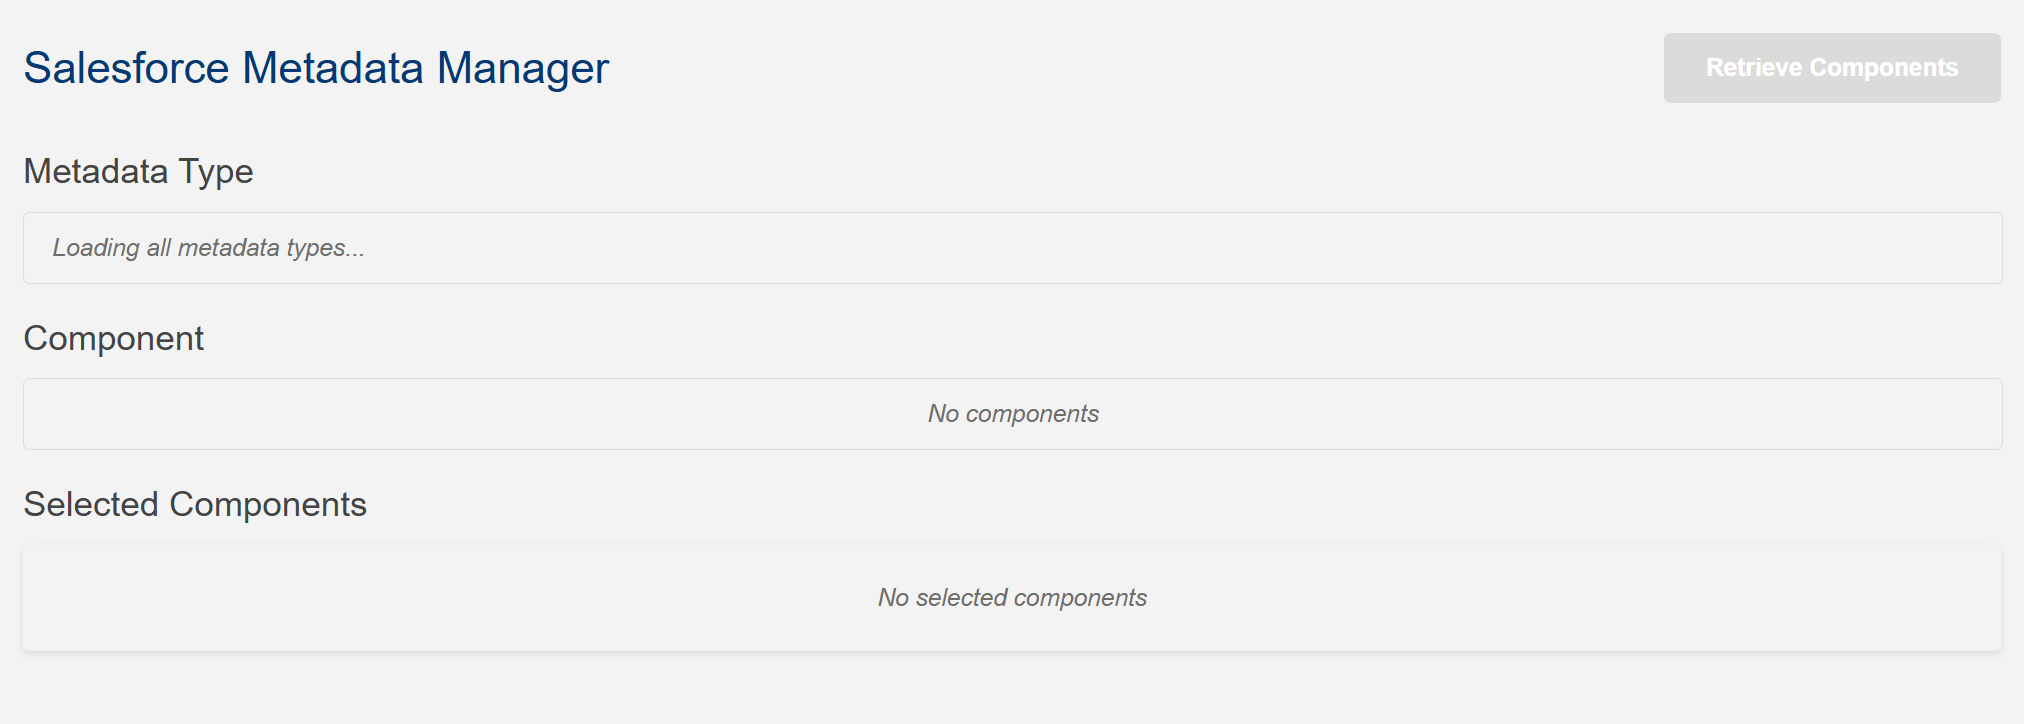 Salesforce Metadata Manager
Retrieve Components
Metadata Type
Loading all metadata types...
Component
No components
Selected Components
No selected components